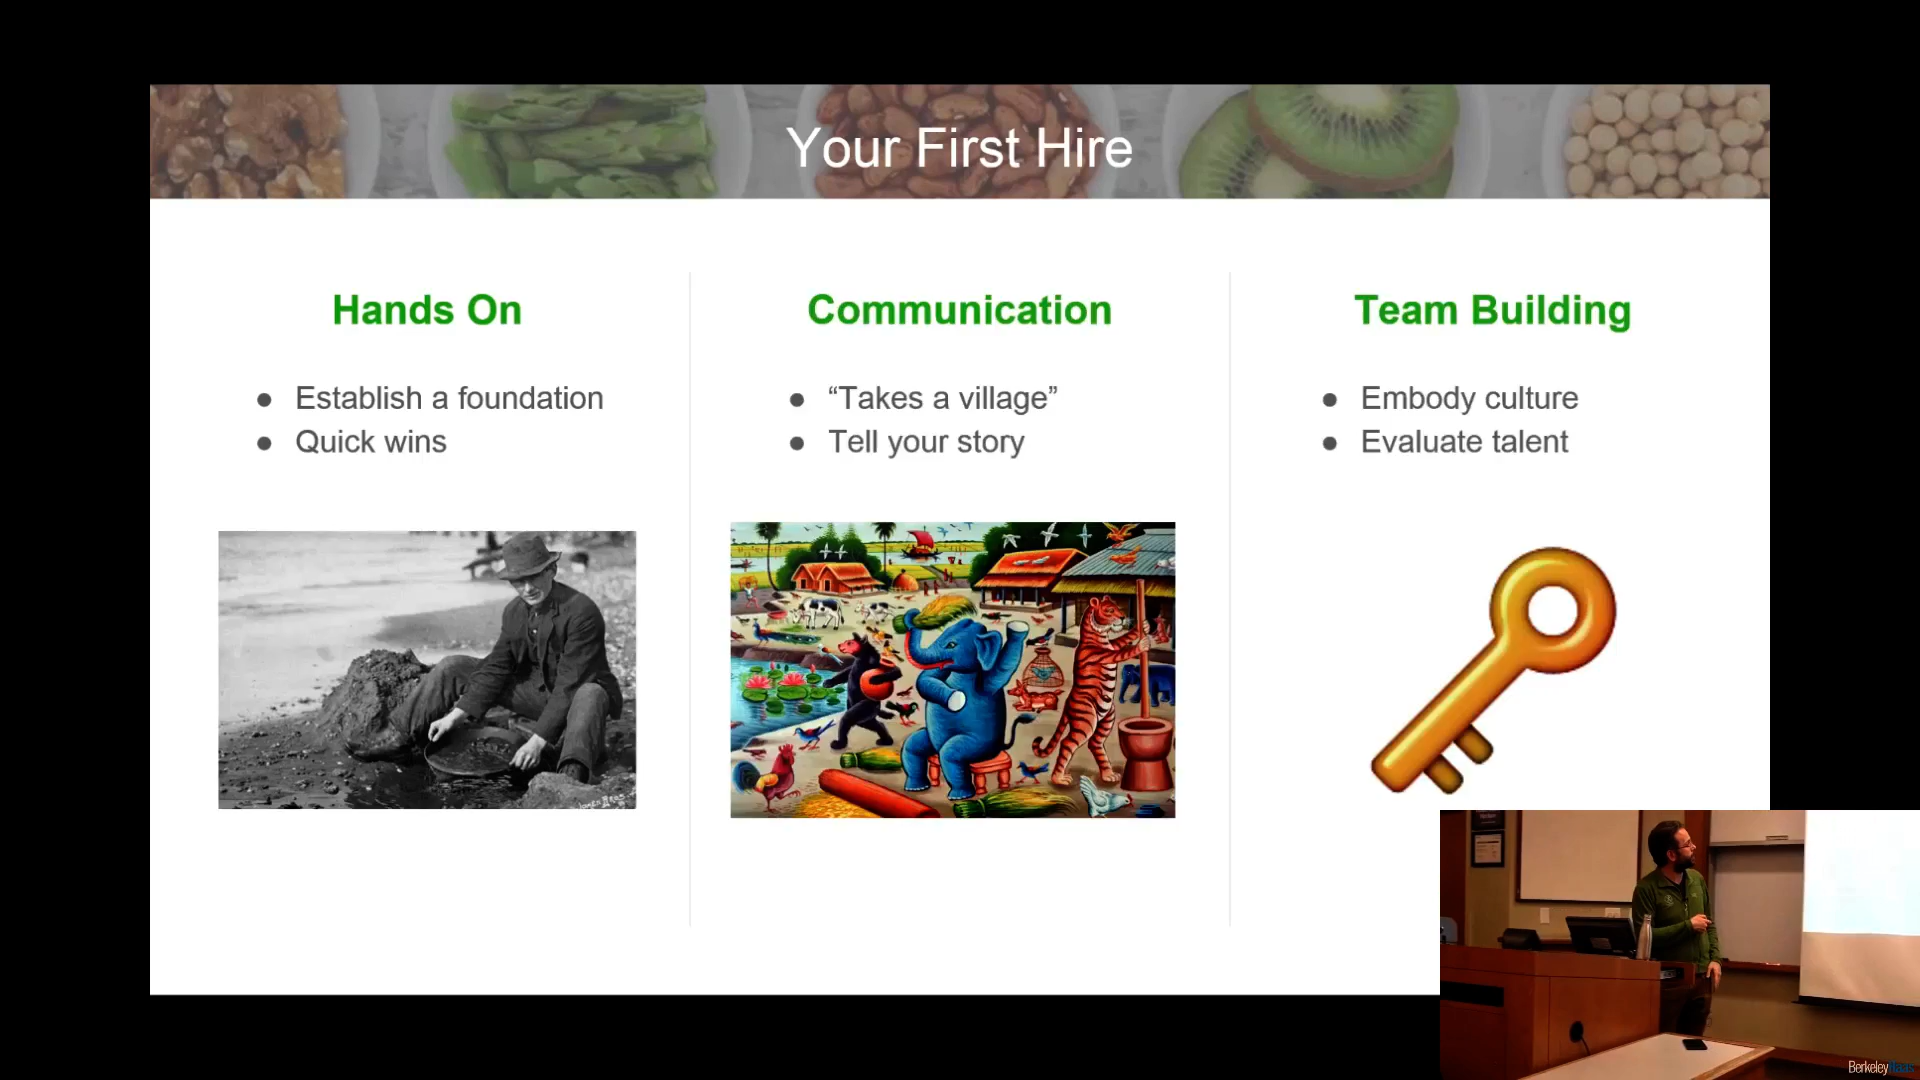 Your First Hire
Hands On
Establish a foundation
Quick wins
Communication
“Takes a village”
Tell your story
Team Building
Embody culture
Evaluate talent
BerkeleyHaas